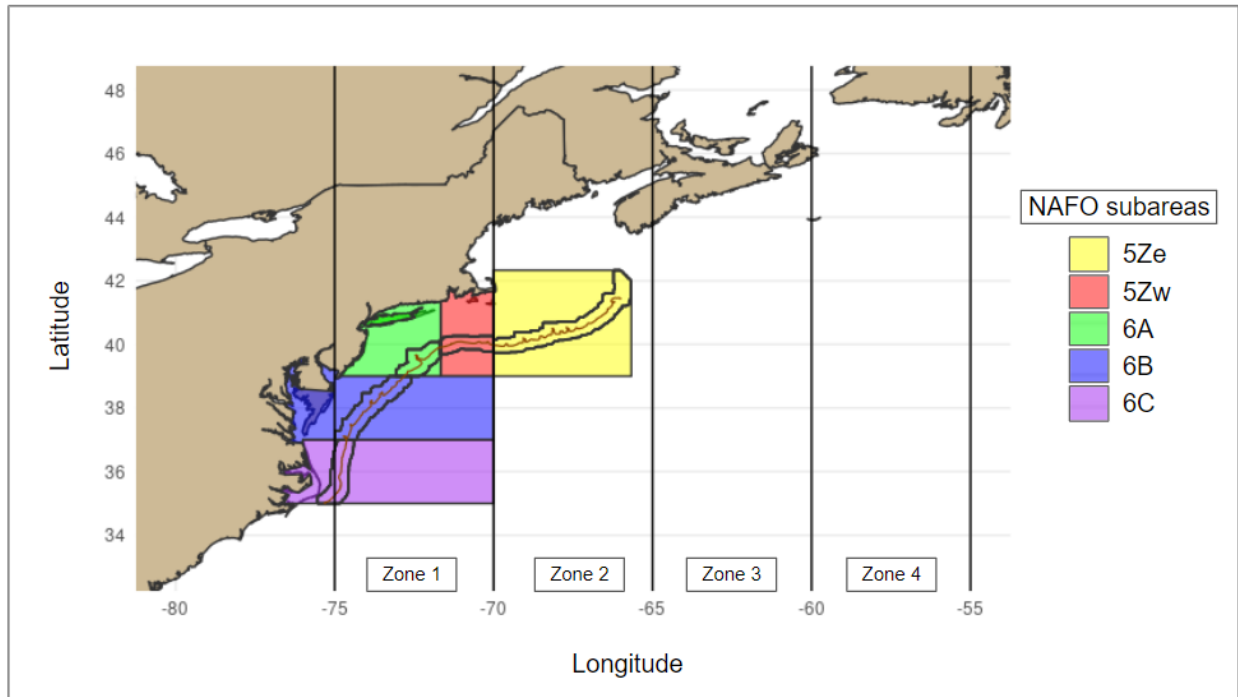 48
46
44
42
40
38
36
34
Latitude
NAFO subareas
5Ze
5Zw
6A
6B
6C
Zone 1
Zone 2
Zone 3
Zone 4
-80
-75
-70
-65
-60
-55
Longitude